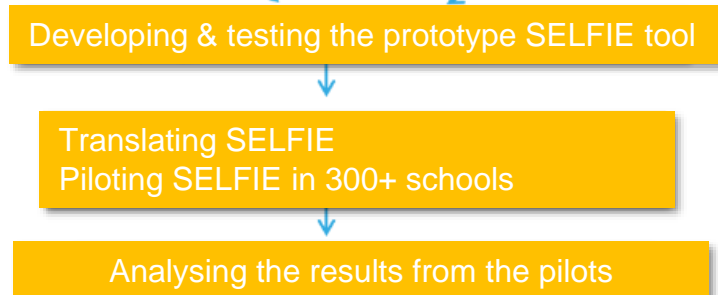 Developing & testing the prototype SELFIE tool
Translating SELFIE
Piloting SELFIE in 300+ schools
Analysing the results from the pilots